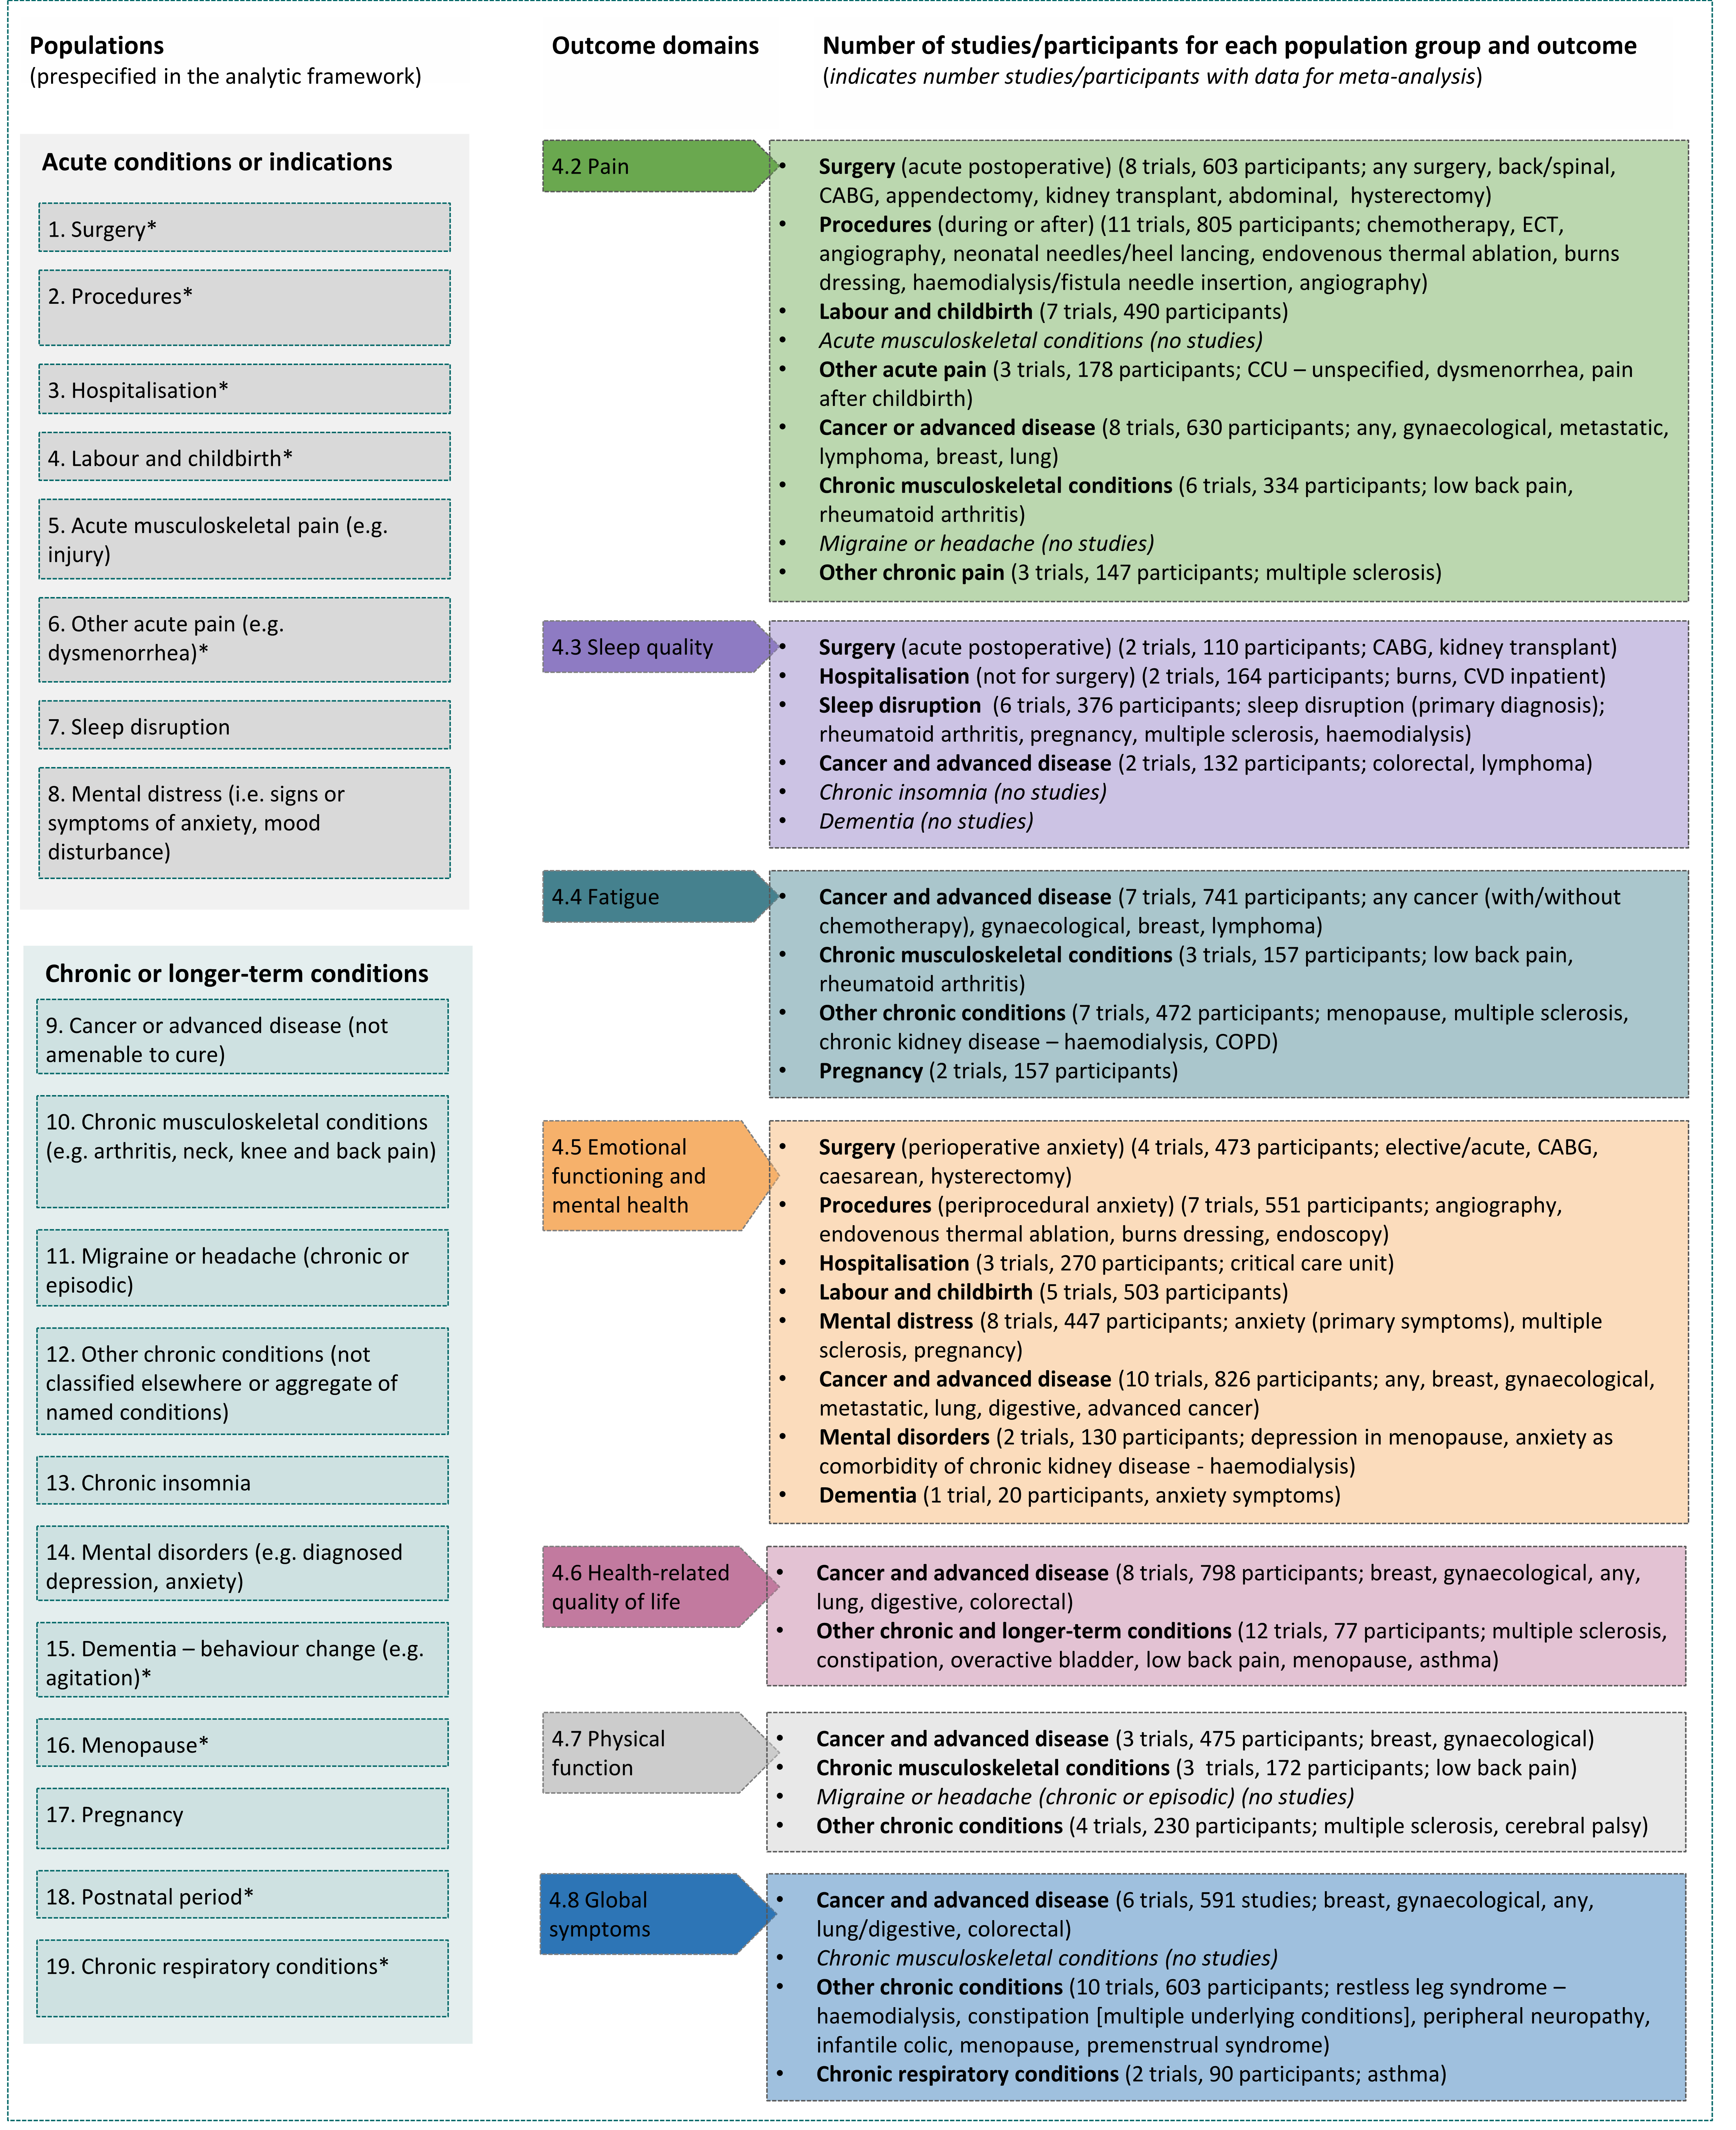 Populations
(prespecified in the analytic framework)
Acute conditions or indications
1. Surgery*
2. Procedures*
3. Hospitalisation*
4. Labour and childbirth*
5. Acute musculoskeletal pain (e.g.
injury)
6. Other acute pain (e.g.
dysmenorrhea)*
7. Sleep disruption
8. Mental distress (i.e. signs or
symptoms of anxiety, mood
disturbance)
Chronic or longer-term conditions
9. Cancer or advanced disease (not
amenable to cure)
10. Chronic musculoskeletal conditions
(e.g. arthritis, neck, knee and back pain)
11. Migraine or headache (chronic or
episodic)
12. Other chronic conditions (not
classified elsewhere or aggregate of
named conditions)
13. Chronic insomnia
14. Mental disorders (e.g. diagnosed
depression, anxiety)
15. Dementia – behaviour change (e.g.
agitation)*
16. Menopause*
17. Pregnancy
18. Postnatal period*
19. Chronic respiratory conditions*
Outcome domains
Number of studies/participants for each population group and outcome
(indicates number studies/participants with data for meta-analysis)
4.2 Pain
• Surgery (acute postoperative) (8 trials, 603 participants; any surgery, back/spinal,
CABG, appendectomy, kidney transplant, abdominal, hysterectomy)
• Procedures (during or after) (11 trials, 805 participants; chemotherapy, ECT,
angiography, neonatal needles/heel lancing, endovenous thermal ablation, burns
dressing, haemodialysis/fistula needle insertion, angiography)
• Labour and childbirth (7 trials, 490 participants)
• Acute musculoskeletal conditions (no studies)
• Other acute pain (3 trials, 178 participants; CCU – unspecified, dysmenorrhea, pain
after childbirth)
• Cancer or advanced disease (8 trials, 630 participants; any, gynaecological, metastatic,
lymphoma, breast, lung)
• Chronic musculoskeletal conditions (6 trials, 334 participants; low back pain,
rheumatoid arthritis)
• Migraine or headache (no studies)
• Other chronic pain (3 trials, 147 participants; multiple sclerosis)
4.3 Sleep quality
• Surgery (acute postoperative) (2 trials, 110 participants; CABG, kidney transplant)
• Hospitalisation (not for surgery) (2 trials, 164 participants; burns, CVD inpatient)
• Sleep disruption (6 trials, 376 participants; sleep disruption (primary diagnosis);
rheumatoid arthritis, pregnancy, multiple sclerosis, haemodialysis)
• Cancer and advanced disease (2 trials, 132 participants; colorectal, lymphoma)
• Chronic insomnia (no studies)
• Dementia (no studies)
4.4 Fatigue
• Cancer and advanced disease (7 trials, 741 participants; any cancer (with/without
chemotherapy), gynaecological, breast, lymphoma)
• Chronic musculoskeletal conditions (3 trials, 157 participants; low back pain,
rheumatoid arthritis)
• Other chronic conditions (7 trials, 472 participants; menopause, multiple sclerosis,
chronic kidney disease – haemodialysis, COPD)
• Pregnancy (2 trials, 157 participants)
4.5 Emotional
functioning and
mental health
• Surgery (perioperative anxiety) (4 trials, 473 participants; elective/acute, CABG,
caesarean, hysterectomy)
• Procedures (periprocedural anxiety) (7 trials, 551 participants; angiography,
endovenous thermal ablation, burns dressing, endoscopy)
• Hospitalisation (3 trials, 270 participants; critical care unit)
• Labour and childbirth (5 trials, 503 participants)
• Mental distress (8 trials, 447 participants; anxiety (primary symptoms), multiple
sclerosis, pregnancy)
• Cancer and advanced disease (10 trials, 826 participants; any, breast, gynaecological,
metastatic, lung, digestive, advanced cancer)
• Mental disorders (2 trials, 130 participants; depression in menopause, anxiety as
comorbidity of chronic kidney disease - haemodialysis)
• Dementia (1 trial, 20 participants, anxiety symptoms)
4.6 Health-related
quality of life
• Cancer and advanced disease (8 trials, 798 participants; breast, gynaecological, any,
lung, digestive, colorectal)
• Other chronic and longer-term conditions (12 trials, 77 participants; multiple sclerosis,
constipation, overactive bladder, low back pain, menopause, asthma)
4.7 Physical
function
• Cancer and advanced disease (3 trials, 475 participants; breast, gynaecological)
• Chronic musculoskeletal conditions (3 trials, 172 participants; low back pain)
• Migraine or headache (chronic or episodic) (no studies)
• Other chronic conditions (4 trials, 230 participants; multiple sclerosis, cerebral palsy)
4.8 Global
symptoms
• Cancer and advanced disease (6 trials, 591 studies; breast, gynaecological, any,
lung/digestive, colorectal)
• Chronic musculoskeletal conditions (no studies)
• Other chronic conditions (10 trials, 603 participants; restless leg syndrome –
haemodialysis, constipation [multiple underlying conditions], peripheral neuropathy,
infantile colic, menopause, premenstrual syndrome)
• Chronic respiratory conditions (2 trials, 90 participants; asthma)